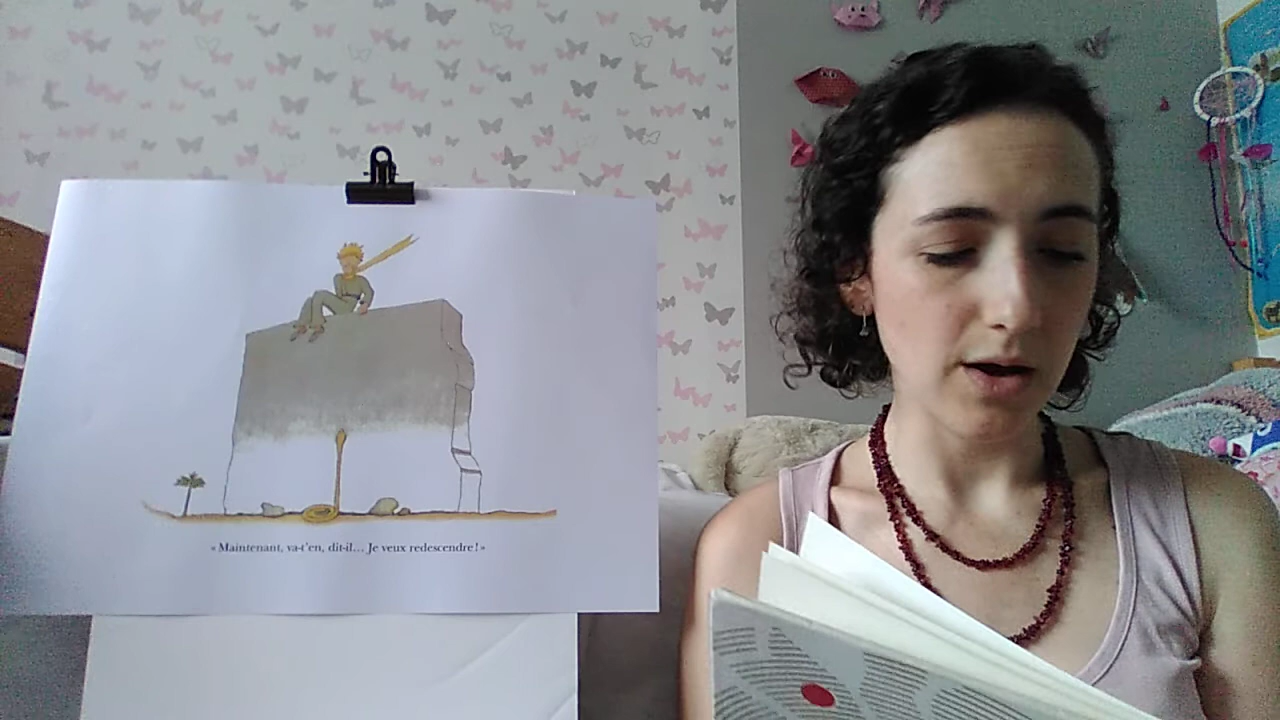 « Maintenant, va-t'en, dit-il... Je veux redescendre ! »